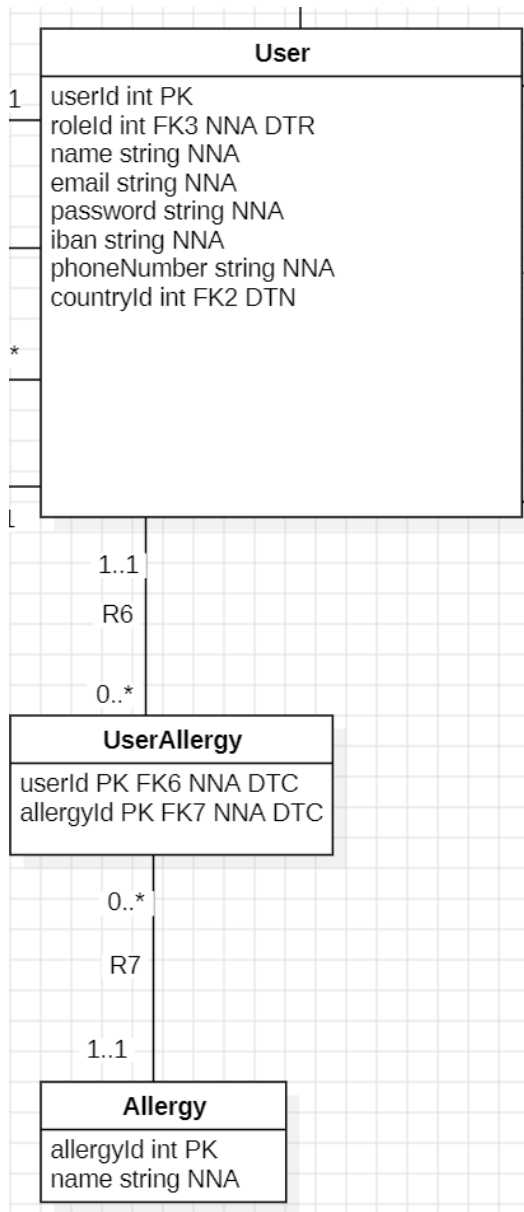 User
1
userId int PK
roleId int FK3 NNA DTR
name string NNA
email string NNA
password string NNA
iban string NNA
phoneNumber string NNA
countryId int FK2 DTN
*
1..1
R6
0..*
UserAllergy
userId PK FK6 NNA DTC
allergyId PK FK7 NNA DTC
0..*
R7
1..1
Allergy
allergyId int PK
name string NNA